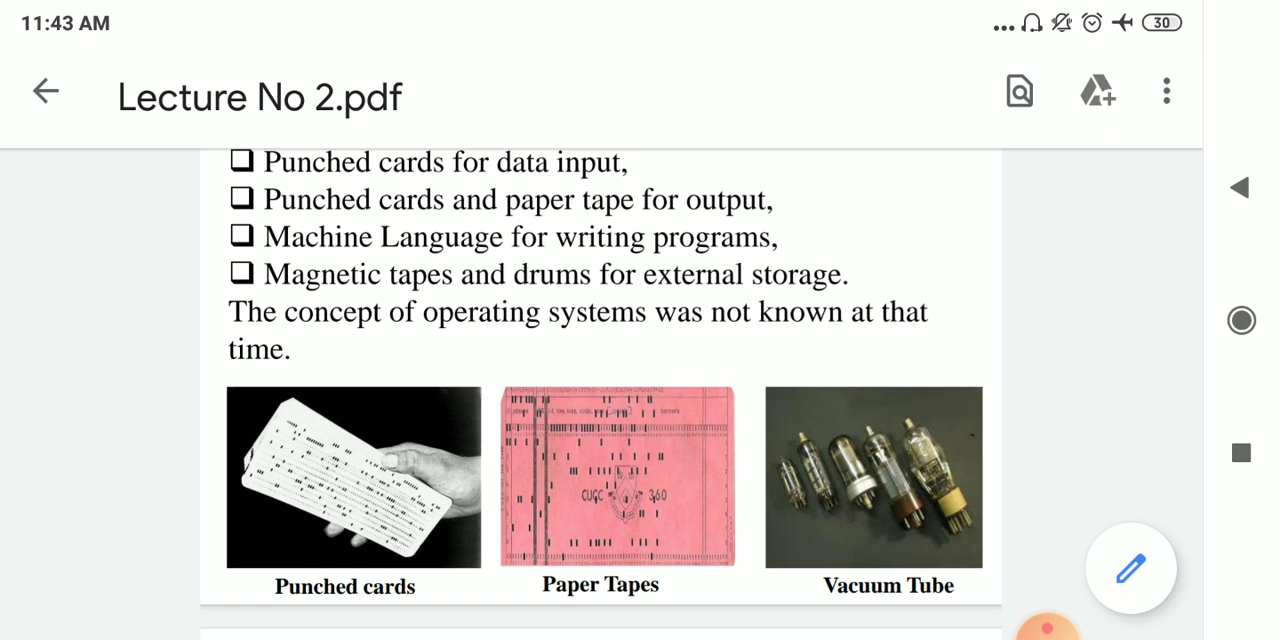 11:43 AM
30
Lecture No 2.pdf
❑ Punched cards for data input,
❑ Punched cards and paper tape for output,
❑ Machine Language for writing programs,
❑ Magnetic tapes and drums for external storage.
The concept of operating systems was not known at that
time.
CUCC 360
Punched cards
Paper Tapes
Vacuum Tube